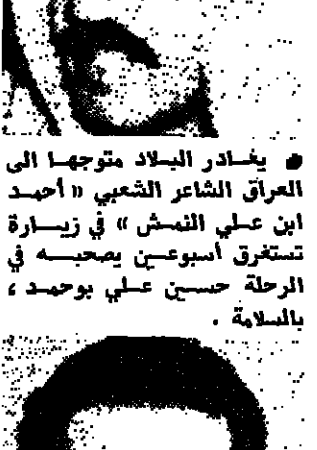 ● يغادر البلاد متوجها الى
العراق الشاعر الشعبي « أحمد
ابن علي النمش » في زيارة
تستغرق أسبوعين يصحبه في
الرحلة حسين علي بوحمد ،
بالسلامة .